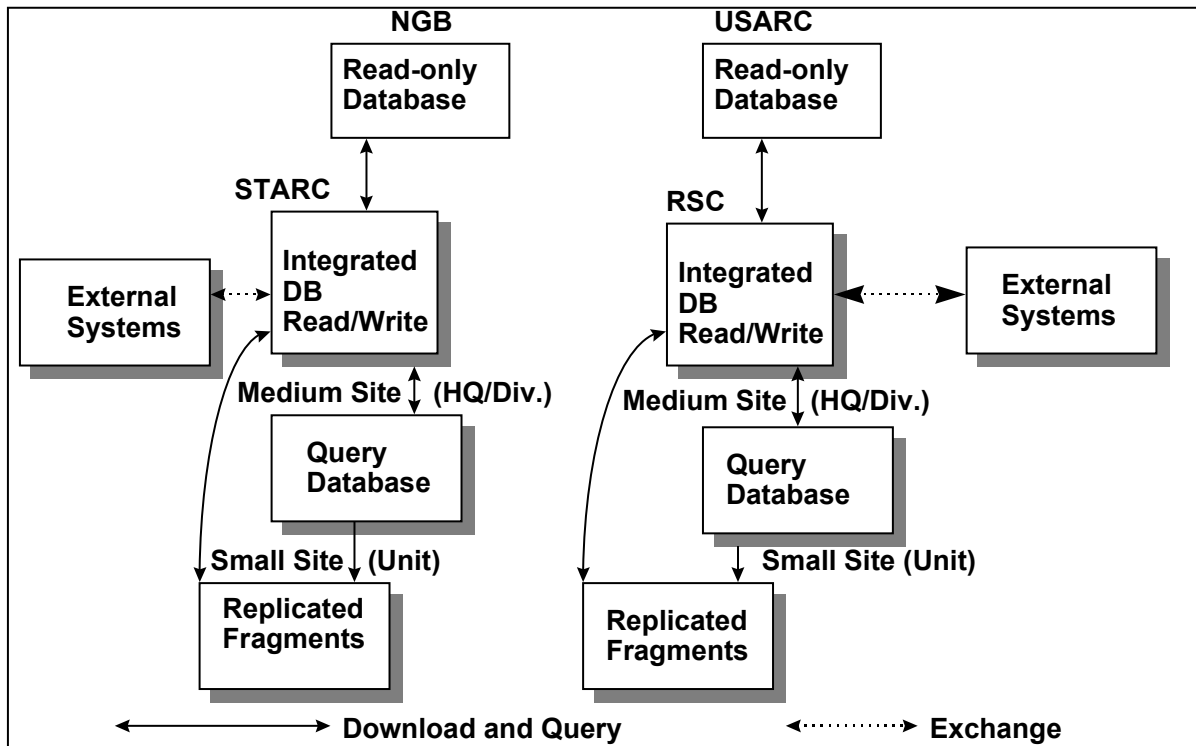 NGB
Read-only
Database
STARC
Integrated
DB
Read/Write
External
Systems
Medium Site (HQ/Div.)
Query
Database
Small Site (Unit)
Replicated
Fragments
USARC
Read-only
Database
RSC
Integrated
DB
Read/Write
External
Systems
Medium Site (HQ/Div.)
Query
Database
Small Site (Unit)
Replicated
Fragments
Download and Query
Exchange